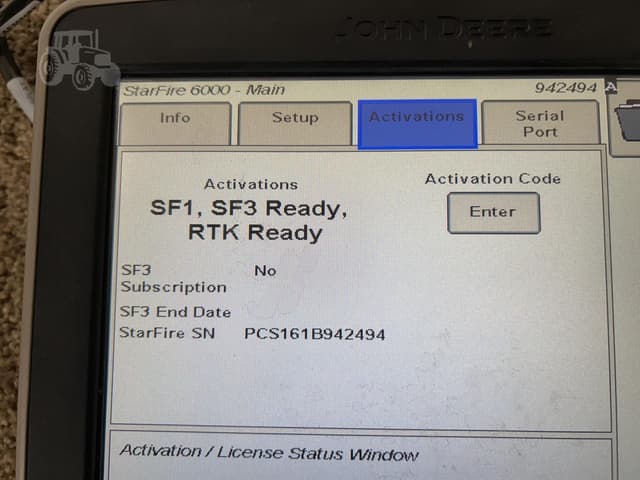 JOHN DEERE
StarFire 6000 - Main 942494 A
Info Setup Activations Serial Port
Activations Activation Code
SF1, SF3 Ready,
RTK Ready
Enter
SF3 Subscription No
SF3 End Date
StarFire SN PCS161B942494
Activation / License Status Window